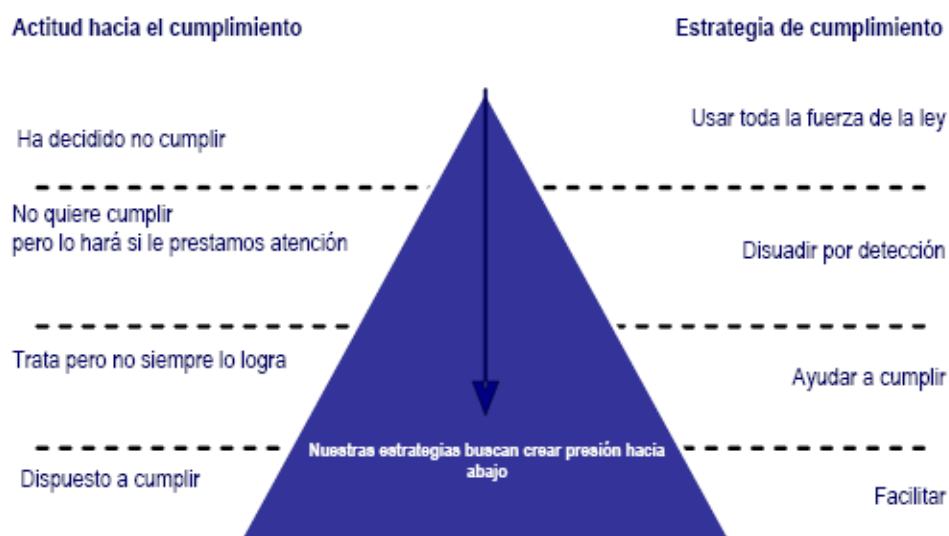 Actitud hacia el cumplimiento
Estrategia de cumplimiento
Ha decidido no cumplir
Usar toda la fuerza de la ley
No quiere cumplir
pero lo hará si le prestamos atención
Disuadir por detección
Trata pero no siempre lo logra
Ayudar a cumplir
Nuestras estrategias buscan crear presión hacia
abajo
Dispuesto a cumplir
Facilitar